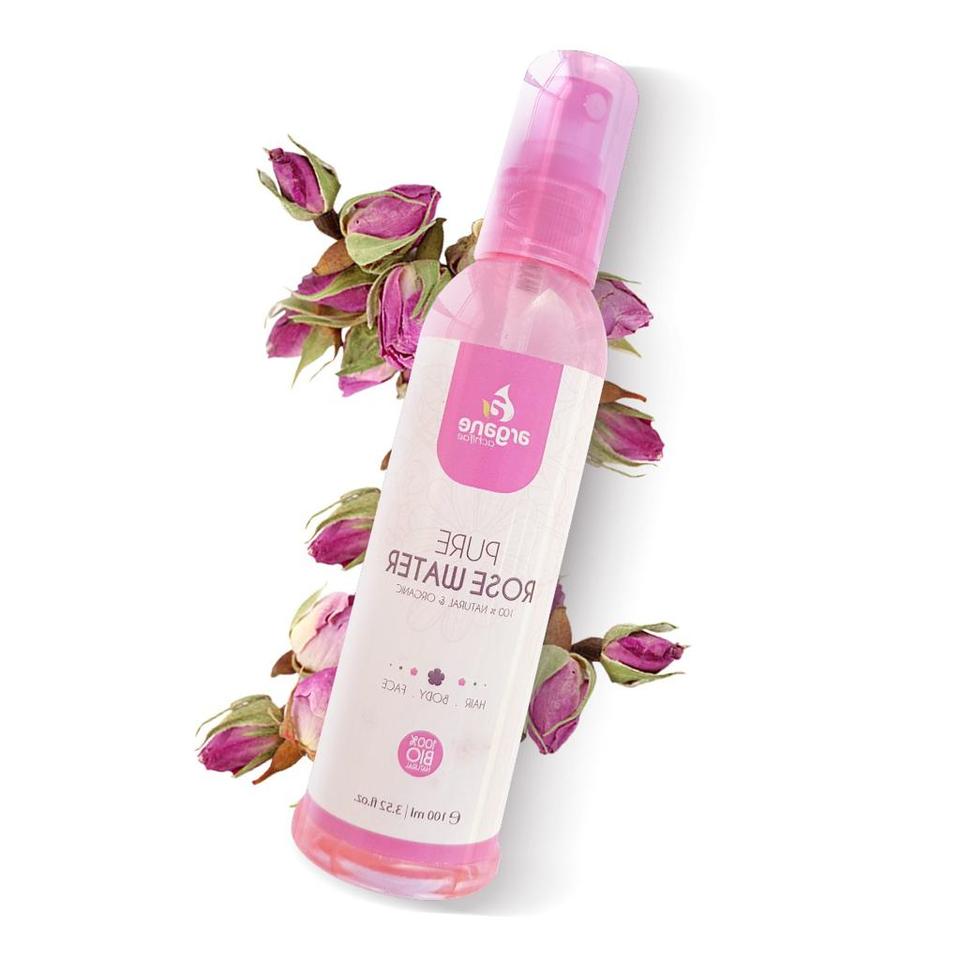 argane
achifae
PURE
ROSE WATER
100 % NATURAL & ORGANIC
HAIR . BODY . FACE
100%
BIO
NATURAL
℮ 100 ml | 3.52 fl.oz.